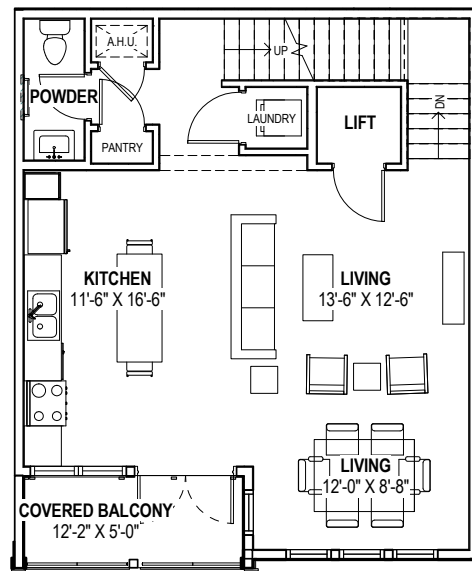 A.H.U.
UP
POWDER
DN
LAUNDRY
LIFT
PANTRY
KITCHEN
11'-6" X 16'-6"
LIVING
13'-6" X 12'-6"
LIVING
12'-0" X 8'-8"
COVERED BALCONY
12'-2" X 5'-0"